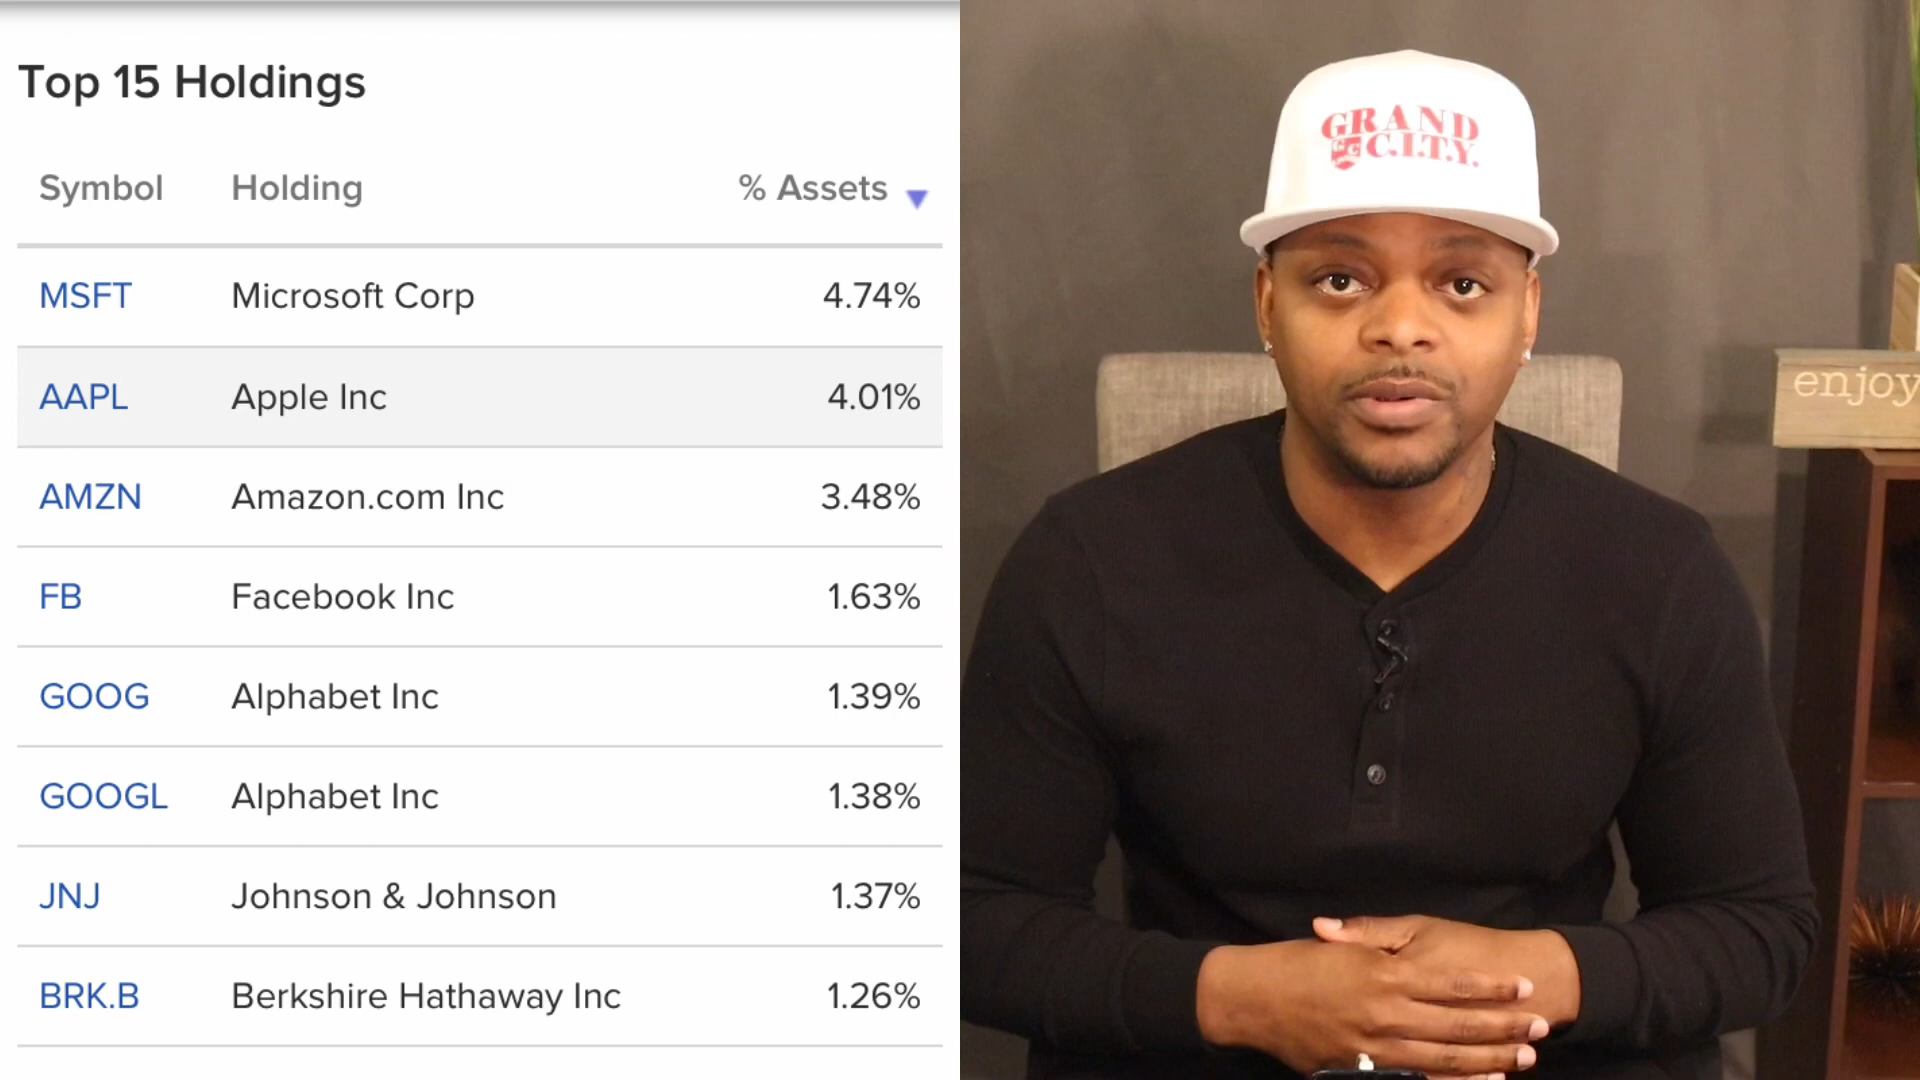 Top 15 Holdings
Symbol Holding % Assets
MSFT Microsoft Corp 4.74%
AAPL Apple Inc 4.01%
AMZN Amazon.com Inc 3.48%
FB Facebook Inc 1.63%
GOOG Alphabet Inc 1.39%
GOOGL Alphabet Inc 1.38%
JNJ Johnson & Johnson 1.37%
BRK.B Berkshire Hathaway Inc 1.26%
GRAND
GC C.I.T.Y.
enjoy